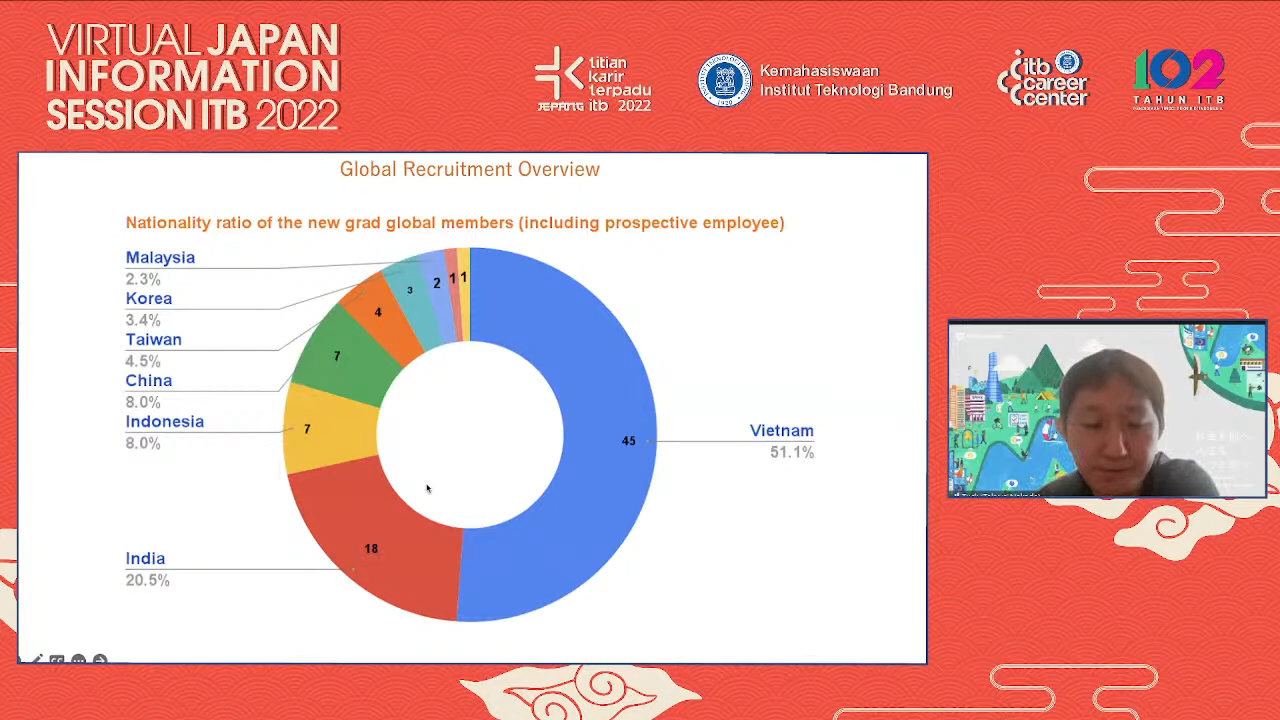 VIRTUAL JAPAN
INFORMATION
SESSION ITB 2022
titian
karir
terpadu
JEPANG itb 2022
Kemahasiswaan
Institut Teknologi Bandung
itb
career
center
102
TAHUN ITB
Global Recruitment Overview
Nationality ratio of the new grad global members (including prospective employee)
Malaysia
2.3%
Korea
3.4%
Taiwan
4.5%
China
8.0%
Indonesia
8.0%
India
20.5%
Vietnam
51.1%
45
18
7
7
4
3
2
1
1